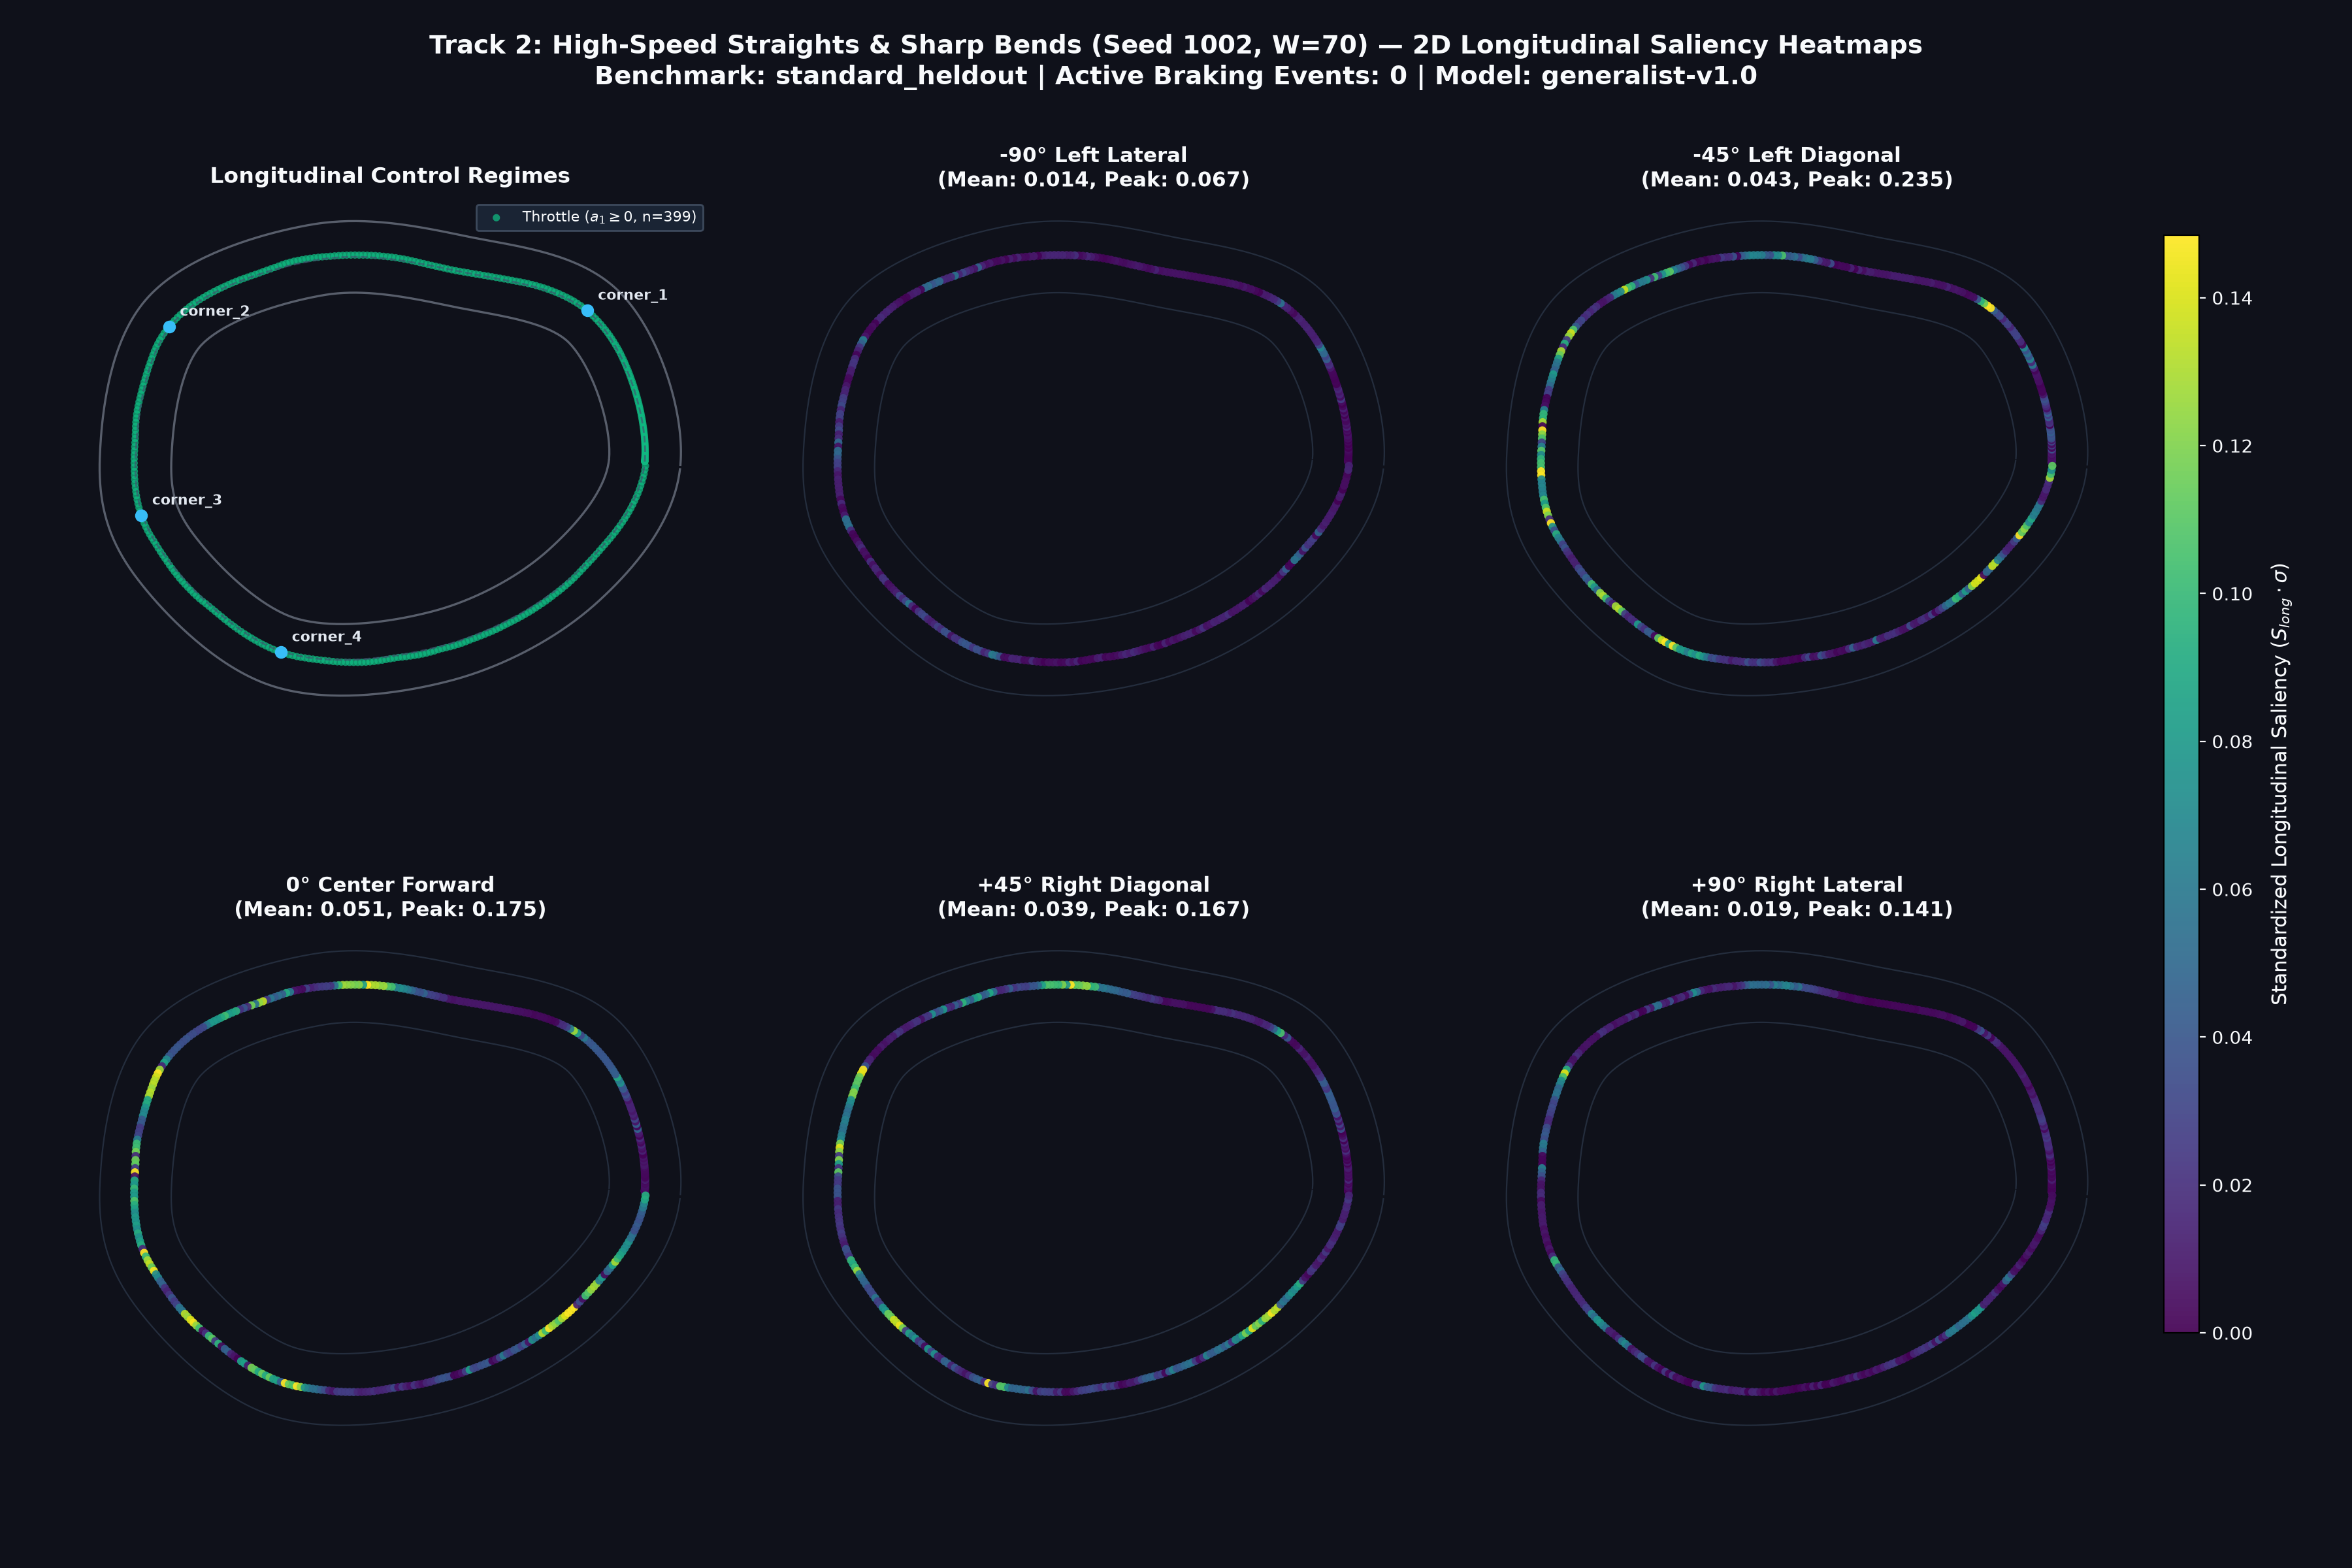 Track 2: High-Speed Straights & Sharp Bends (Seed 1002, W=70) — 2D Longitudinal Saliency Heatmaps
Benchmark: standard_heldout | Active Braking Events: 0 | Model: generalist-v1.0
Longitudinal Control Regimes
Throttle (a₁ ≥ 0, n=399)
corner_1
corner_2
corner_3
corner_4
-90° Left Lateral
(Mean: 0.014, Peak: 0.067)
-45° Left Diagonal
(Mean: 0.043, Peak: 0.235)
0° Center Forward
(Mean: 0.051, Peak: 0.175)
+45° Right Diagonal
(Mean: 0.039, Peak: 0.167)
+90° Right Lateral
(Mean: 0.019, Peak: 0.141)
0.14
0.12
0.10
0.08
0.06
0.04
0.02
0.00
Standardized Longitudinal Saliency (S_long · σ)